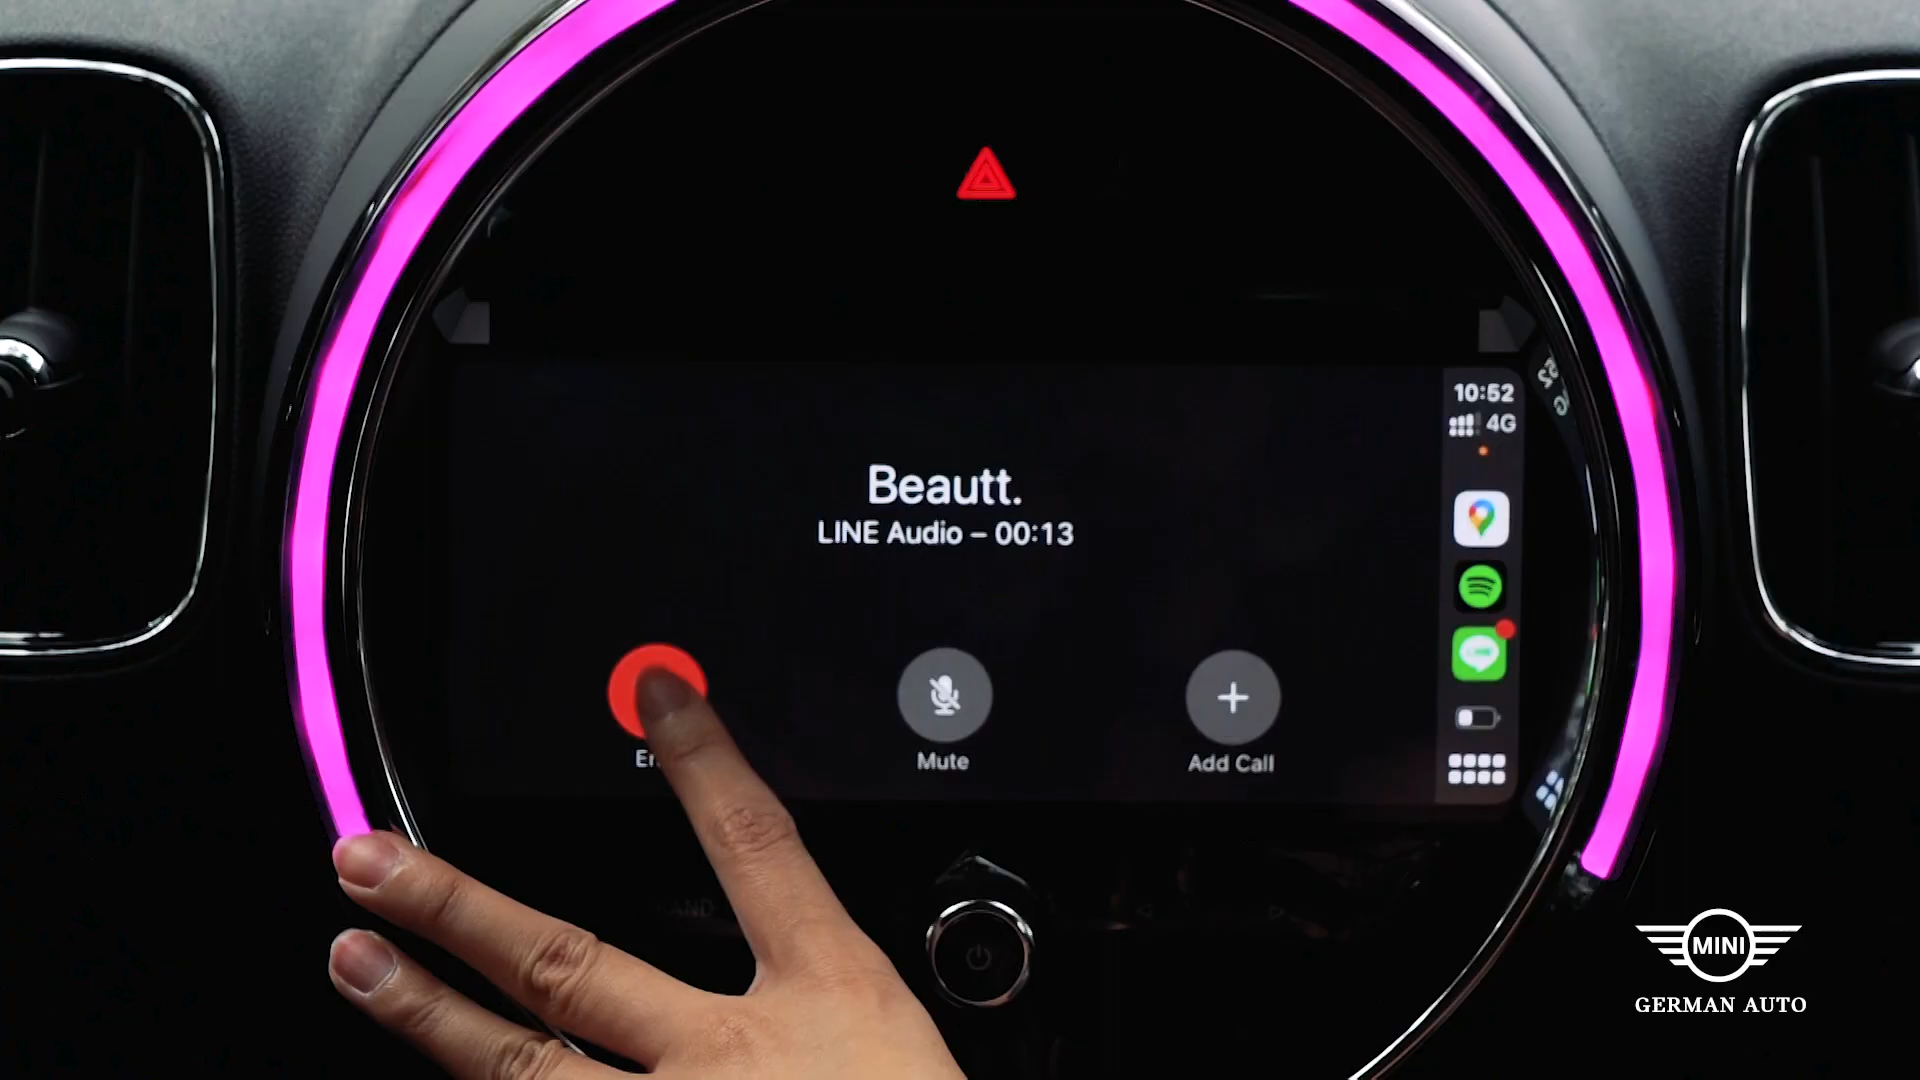 10:52
4G
Beautt.
LINE Audio – 00:13
Mute
Add Call
MINI
GERMAN AUTO